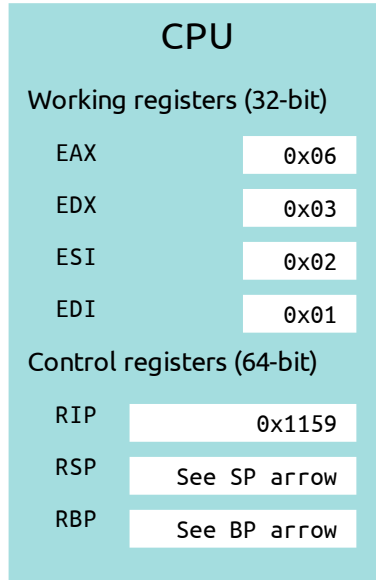 CPU
Working registers (32-bit)
EAX 0x06
EDX 0x03
ESI 0x02
EDI 0x01
Control registers (64-bit)
RIP 0x1159
RSP See SP arrow
RBP See BP arrow